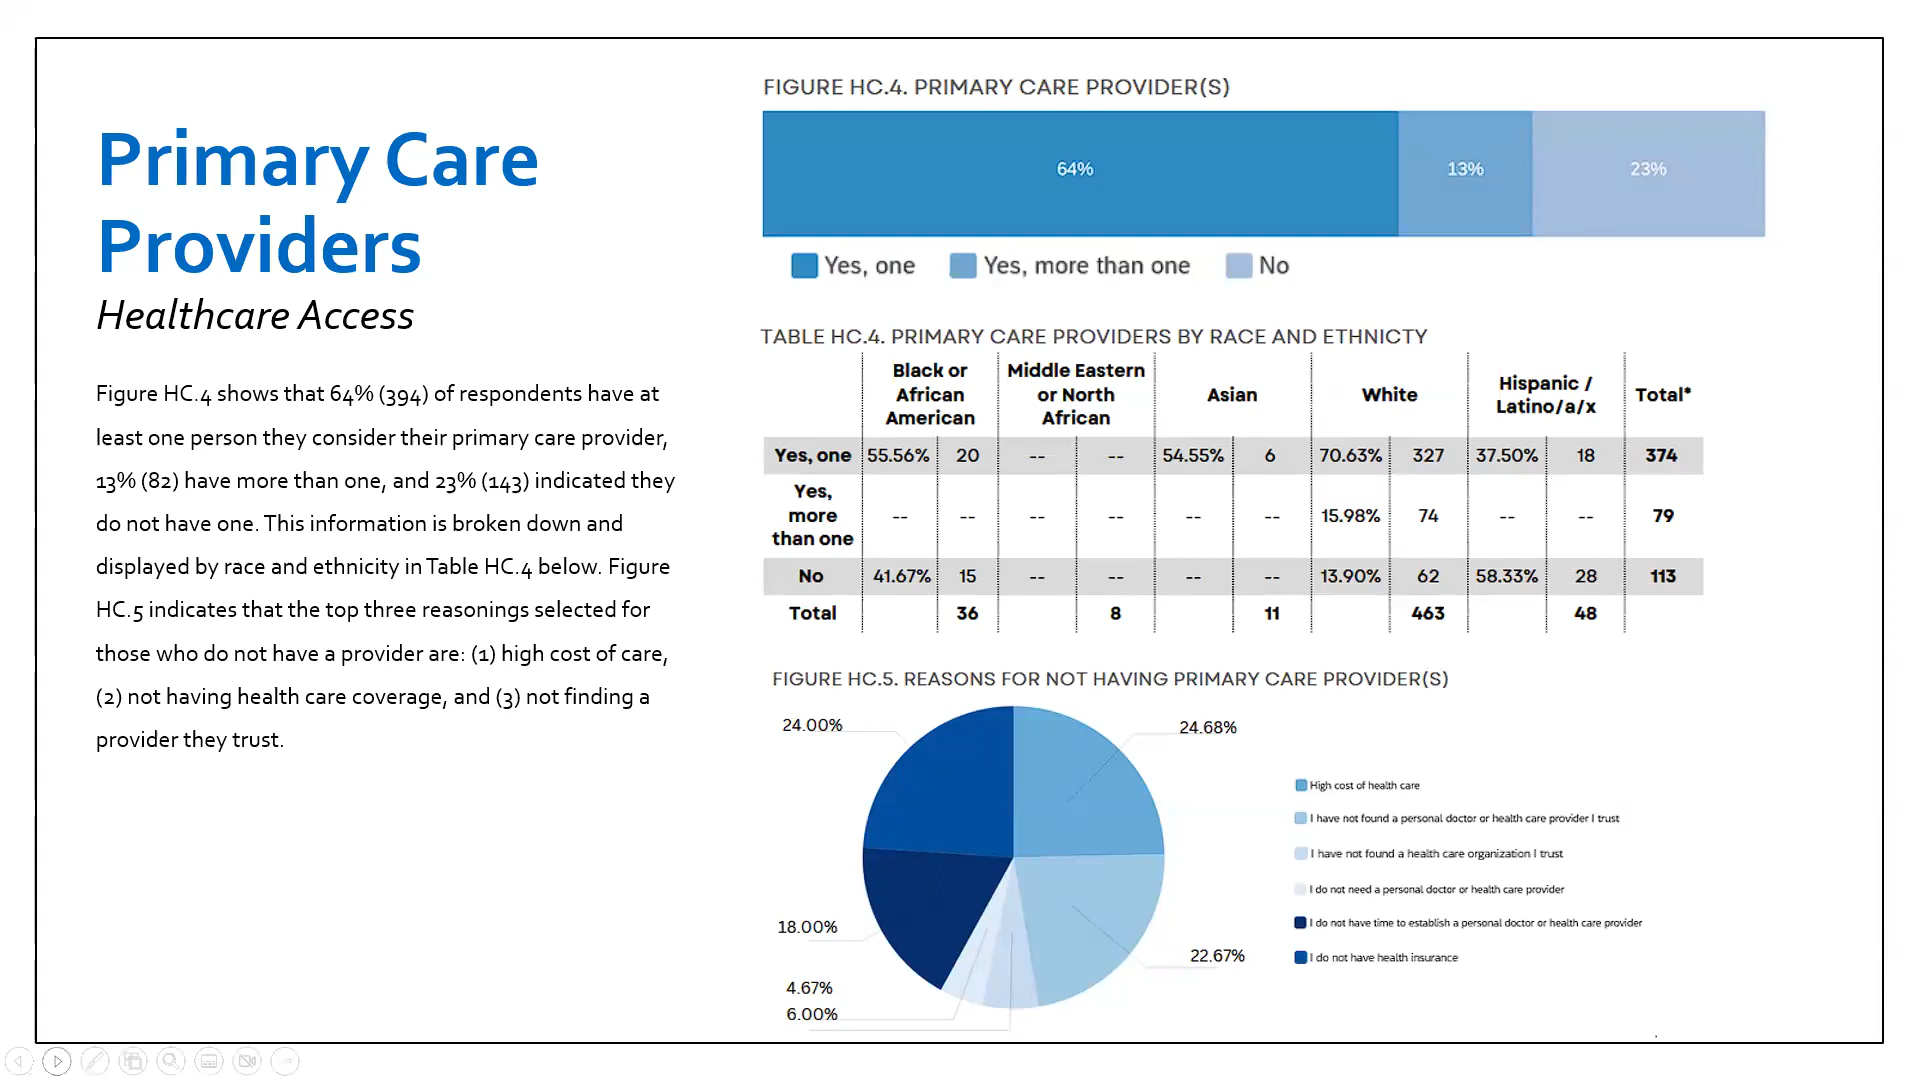 Primary Care
Providers
Healthcare Access
Figure HC.4 shows that 64% (394) of respondents have at
least one person they consider their primary care provider,
13% (82) have more than one, and 23% (143) indicated they
do not have one. This information is broken down and
displayed by race and ethnicity in Table HC.4 below. Figure
HC.5 indicates that the top three reasonings selected for
those who do not have a provider are: (1) high cost of care,
(2) not having health care coverage, and (3) not finding a
provider they trust.
FIGURE HC.4. PRIMARY CARE PROVIDER(S)
64% 13% 23%
Yes, one Yes, more than one No
TABLE HC.4. PRIMARY CARE PROVIDERS BY RACE AND ETHNICTY
Black or African American Middle Eastern or North African Asian White Hispanic / Latino/a/x Total*
Yes, one 55.56% 20 -- -- 54.55% 6 70.63% 327 37.50% 18 374
Yes, more than one -- -- -- -- -- -- 15.98% 74 -- -- 79
No 41.67% 15 -- -- -- -- 13.90% 62 58.33% 28 113
Total 36 8 11 463 48
FIGURE HC.5. REASONS FOR NOT HAVING PRIMARY CARE PROVIDER(S)
24.00%
24.68%
18.00%
22.67%
4.67%
6.00%
High cost of health care
I have not found a personal doctor or health care provider I trust
I have not found a health care organization I trust
I do not need a personal doctor or health care provider
I do not have time to establish a personal doctor or health care provider
I do not have health insurance